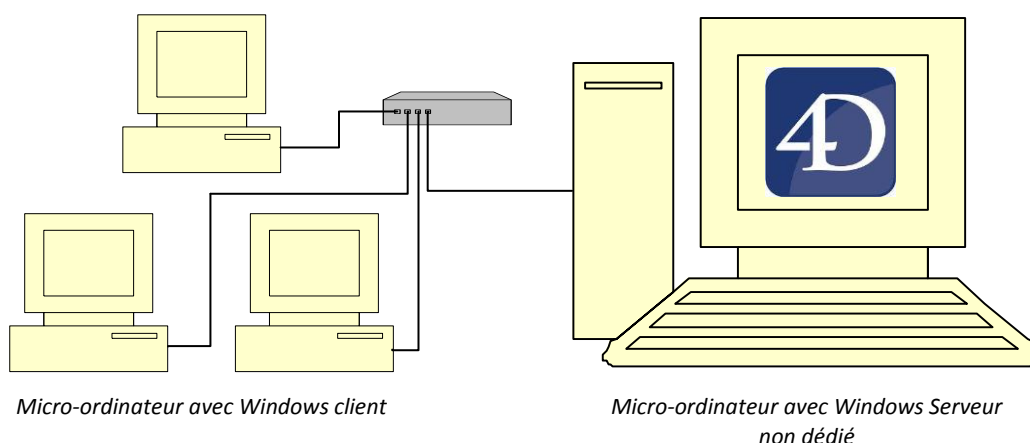 4D
Micro-ordinateur avec Windows client
Micro-ordinateur avec Windows Serveur
non dédié